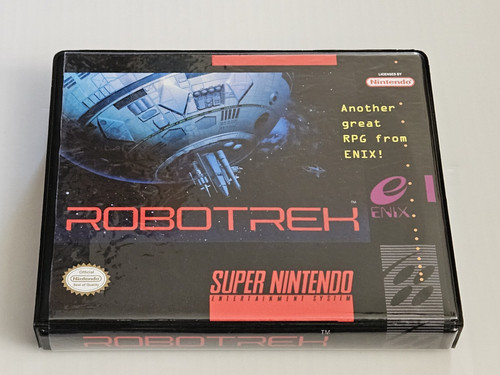 LICENSED BY
Nintendo
Another
great
RPG from
ENIX!
ROBOTREK
TM
e
ENIX
Official
Nintendo
Seal of Quality
SUPER NINTENDO
ENTERTAINMENT SYSTEM
ROBOTREK
TM